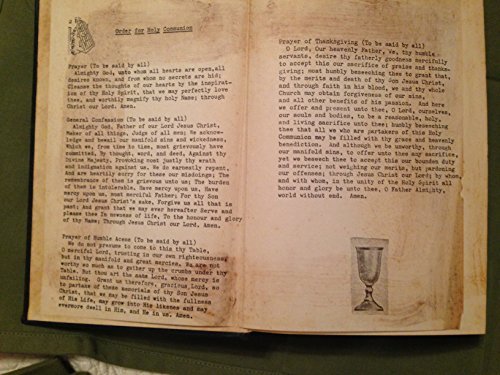 Order for Holy Communion
Prayer (To be said by all)
Almighty God, unto whom all hearts are open, all
desires known, and from whom no secrets are hid;
Cleanse the thoughts of our hearts by the inspirat-
ion of thy Holy Spirit, that we may perfectly love
thee, and worthily magnify thy Holy Name; through
Christ our Lord. Amen.
General Confession (To be said by all)
Almighty God, Father of our Lord Jesus Christ,
Maker of all things, Judge of all men; We acknow-
ledge and bewail our manifold sins and wickedness,
Which we, from time to time, most grievously have
committed, By thought, word, and deed, Against thy
Divine Majesty, Provoking most justly thy wrath
and indignation against us. We do earnestly repent,
And are heartily sorry for these our misdoings; The
remembrance of them is grievous unto us; The burden
of them is intolerable. Have mercy upon us, Have
mercy upon us, most merciful Father; For thy Son
our Lord Jesus Christ's sake, Forgive us all that is
past; And grant that we may ever hereafter Serve and
please thee In newness of life, To the honour and glory
of thy Name; Through Jesus Christ our Lord, Amen.
Prayer of Humble Acess (To be said by all)
We do not presume to come to this thy Table,
O merciful Lord, trusting in our own righteousness,
but in thy manifold and great mercies. We are not
worthy so much as to gather up the crumbs under thy
Table. But thou art the same Lord, whose mercy is
unfailing. Grant us therefore, gracious Lord, so
to partake of these memorials of thy Son Jesus
Christ, that we may be filled with the fullness
of His Life, may grow into His likenes and may
evermore dwell in Him, and He in us. Amen.
Prayer of Thanksgiving (To be said by all)
O Lord, Our heavenly Father, We, thy humble
servants, desire thy fatherly goodness mercifully
to accept this our sacrifice of praise and thanks-
giving; most humbly beseeching thee to grant that,
by the merits and death of thy Son Jesus Christ,
and through faith in his blood, we and thy whole
Church may obtain forgivness of our sins,
and all other benefits of his passion. And here
we offer and present unto thee, O Lord, ourselves,
our souls and bodies, to be a reasonable, holy,
and living sacrifice unto thee; humbly beseeching
thee that all we who are partakers of this Holy
Communion may be filled with thy grace and heavenly
benediction. And although we be unworthy, through
our manifold sins, to offer unto thee any sacrifice,
yet we beseech thee to accept this our bounden duty
and service; not weighing our merits, but pardoning
our offenses; through Jesus Christ our Lord; by whom,
and with whom, in the unity of the Holy Spirit all
honor and glory be unto thee, O Father Almighty,
world without end. Amen.